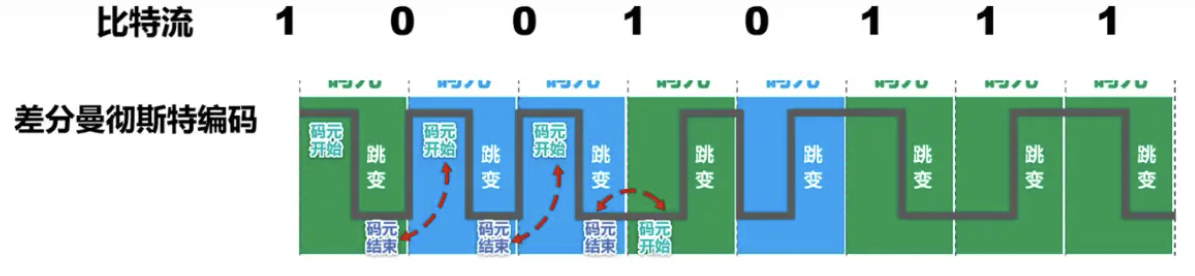 比特流 1 0 0 1 0 1 1 1
码元 码元 码元 码元 码元 码元 码元 码元
差分曼彻斯特编码
码元开始 跳变 码元开始 跳变 码元开始 跳变 跳变 跳变 跳变 跳变 跳变
码元结束 码元结束 码元结束 码元开始